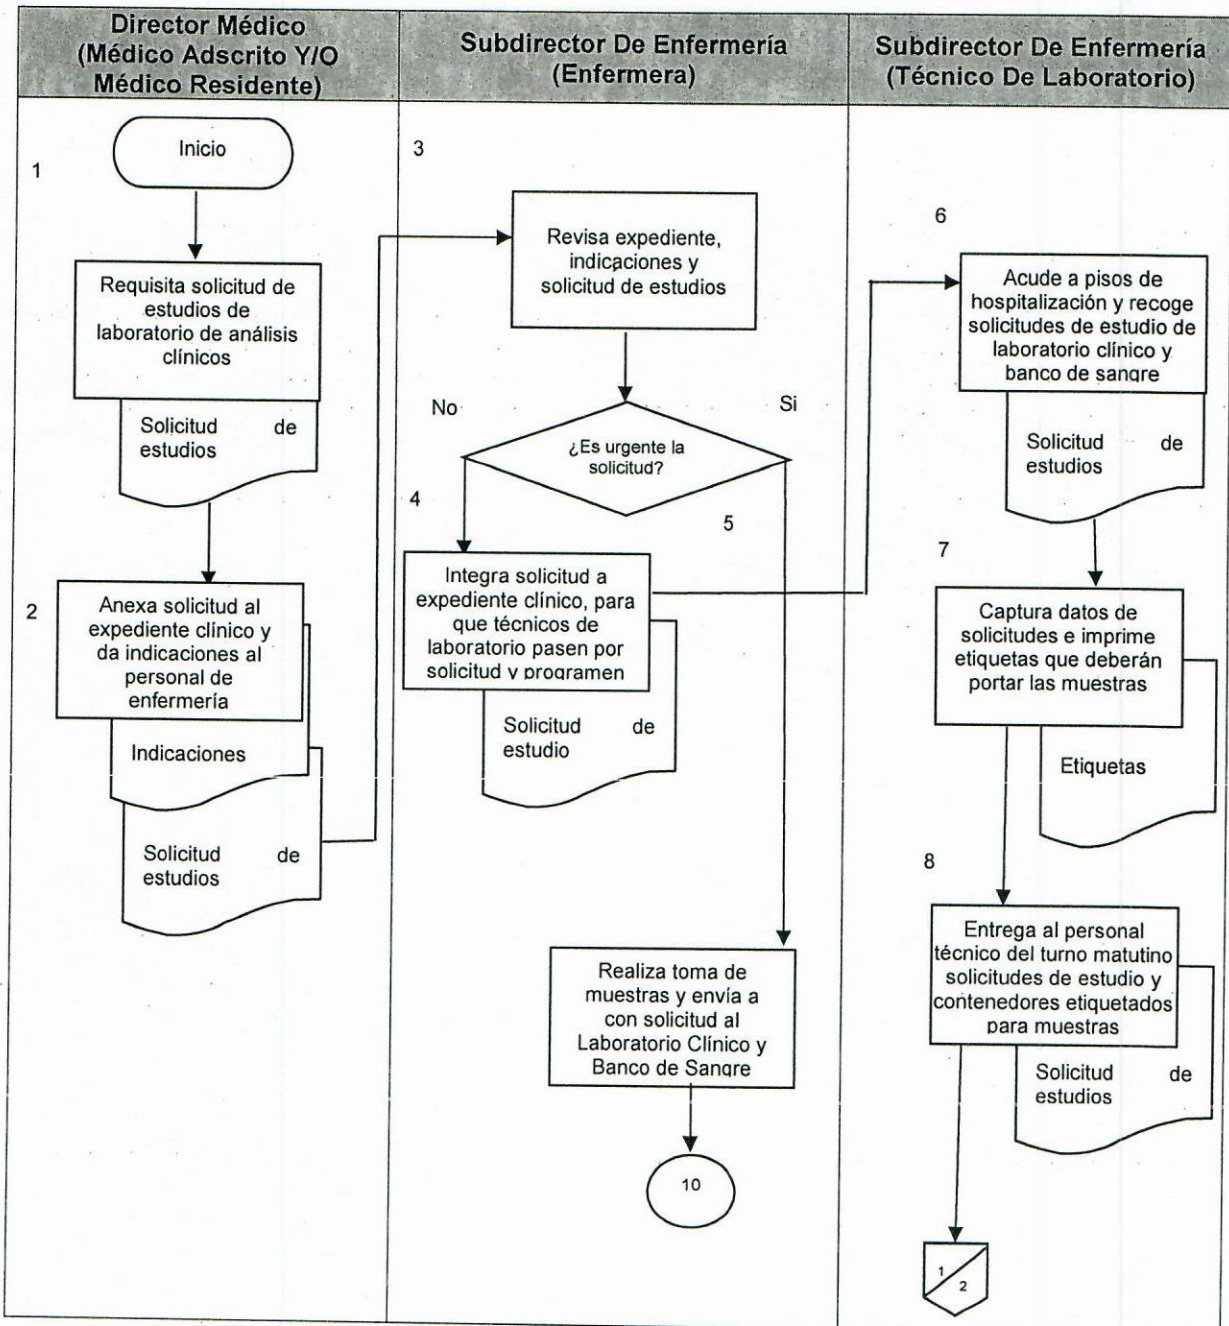 Director Médico
(Médico Adscrito Y/O
Médico Residente)
Subdirector De Enfermería
(Enfermera)
Subdirector De Enfermería
(Técnico De Laboratorio)
1
Inicio
Requisita solicitud de
estudios de
laboratorio de análisis
clínicos
Solicitud de
estudios
2
Anexa solicitud al
expediente clínico y
da indicaciones al
personal de
enfermería
Indicaciones
Solicitud de
estudios
3
Revisa expediente,
indicaciones y
solicitud de estudios
No
Si
¿Es urgente la
solicitud?
4
Integra solicitud a
expediente clínico, para
que técnicos de
laboratorio pasen por
solicitud y programen
Solicitud de
estudio
5
Realiza toma de
muestras y envía a
con solicitud al
Laboratorio Clínico y
Banco de Sangre
10
6
Acude a pisos de
hospitalización y recoge
solicitudes de estudio de
laboratorio clínico y
banco de sangre
Solicitud de
estudios
7
Captura datos de
solicitudes e imprime
etiquetas que deberán
portar las muestras
Etiquetas
8
Entrega al personal
técnico del turno matutino
solicitudes de estudio y
contenedores etiquetados
para muestras
Solicitud de
estudios
1
2